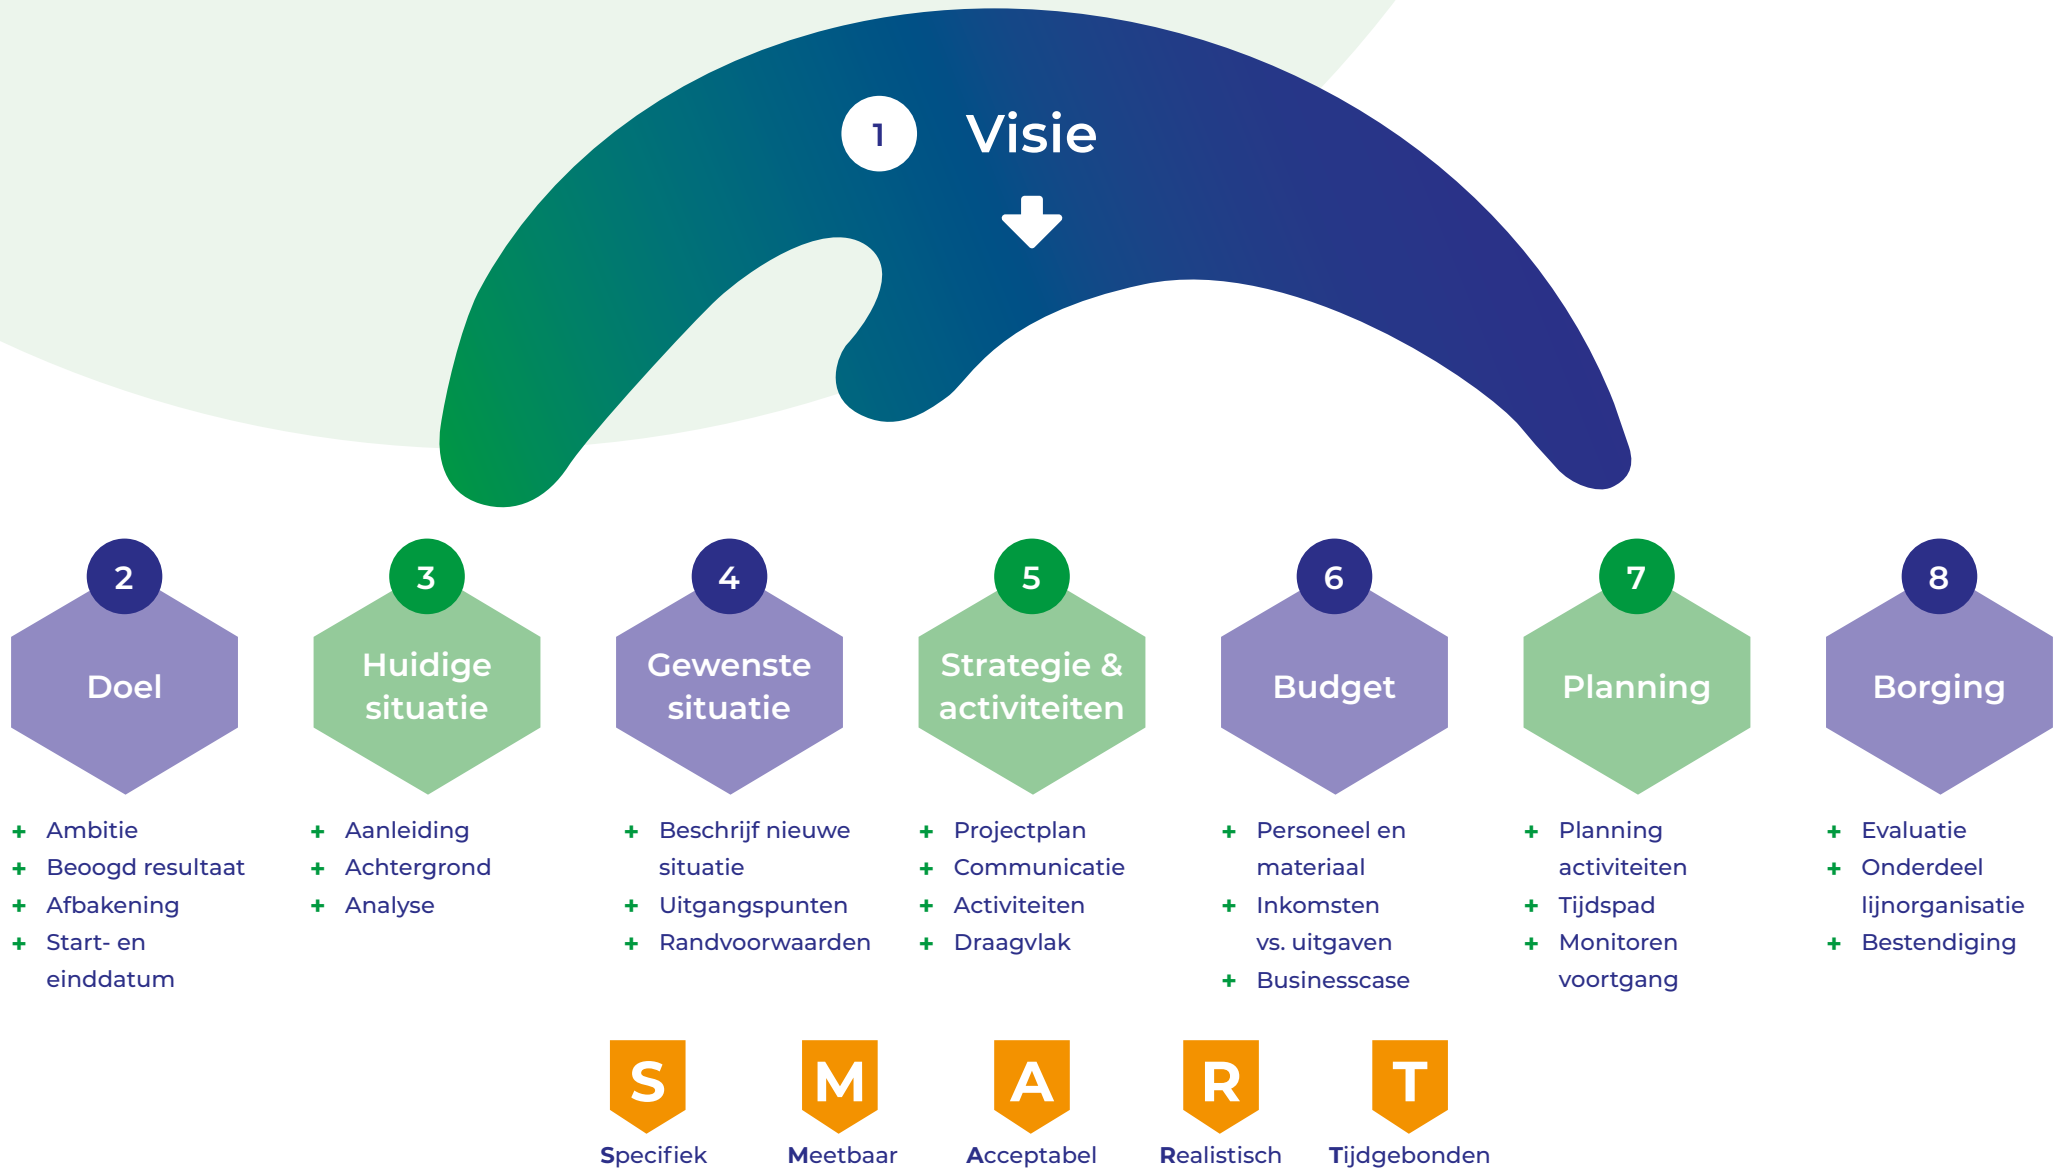 1 Visie
2
Doel
+ Ambitie
+ Beoogd resultaat
+ Afbakening
+ Start- en
einddatum
3
Huidige
situatie
+ Aanleiding
+ Achtergrond
+ Analyse
4
Gewenste
situatie
+ Beschrijf nieuwe
situatie
+ Uitgangspunten
+ Randvoorwaarden
5
Strategie &
activiteiten
+ Projectplan
+ Communicatie
+ Activiteiten
+ Draagvlak
6
Budget
+ Personeel en
materiaal
+ Inkomsten
vs. uitgaven
+ Businesscase
7
Planning
+ Planning
activiteiten
+ Tijdspad
+ Monitoren
voortgang
8
Borging
+ Evaluatie
+ Onderdeel
lijnorganisatie
+ Bestendiging
S M A R T
Specifiek Meetbaar Acceptabel Realistisch Tijdgebonden